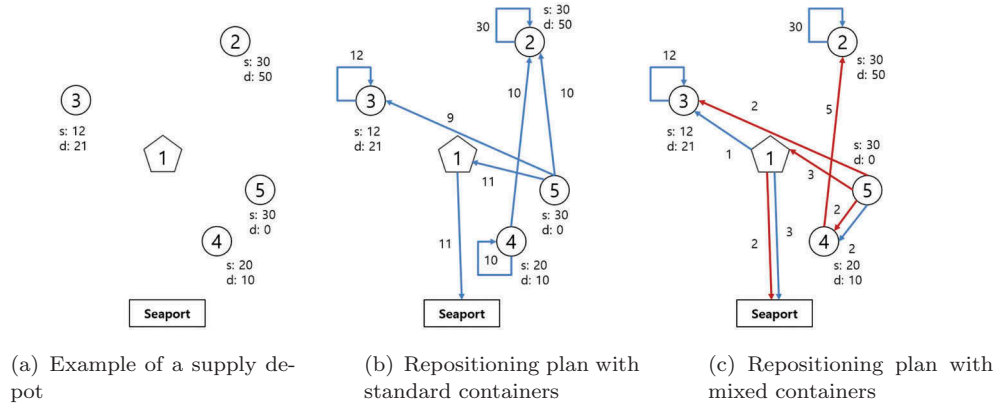 2
s: 30
d: 50
3
s: 12
d: 21
1
5
s: 30
d: 0
4
s: 20
d: 10
Seaport
(a) Example of a supply de-
pot
30
2
s: 30
d: 50
12
3
s: 12
d: 21
10
10
9
1
11
5
s: 30
d: 0
4
10
s: 20
d: 10
11
Seaport
(b) Repositioning plan with
standard containers
30
2
s: 30
d: 50
12
3
s: 12
d: 21
2
5
1
1
s: 30
d: 0
3
5
2
4
2
s: 20
d: 10
2
3
Seaport
(c) Repositioning plan with
mixed containers